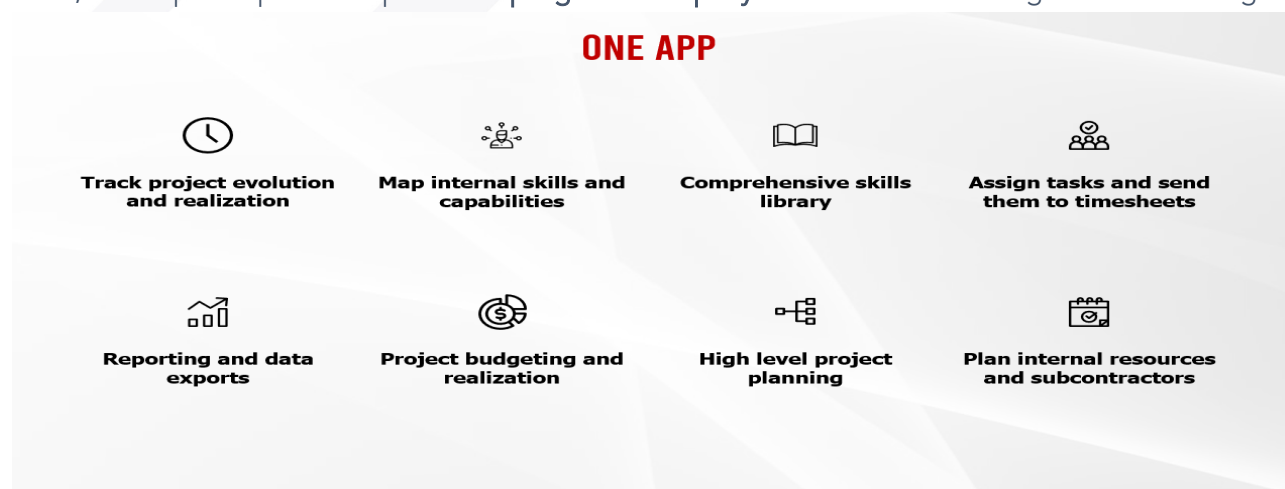 ONE APP
Track project evolution
and realization
Map internal skills and
capabilities
Comprehensive skills
library
Assign tasks and send
them to timesheets
Reporting and data
exports
Project budgeting and
realization
High level project
planning
Plan internal resources
and subcontractors